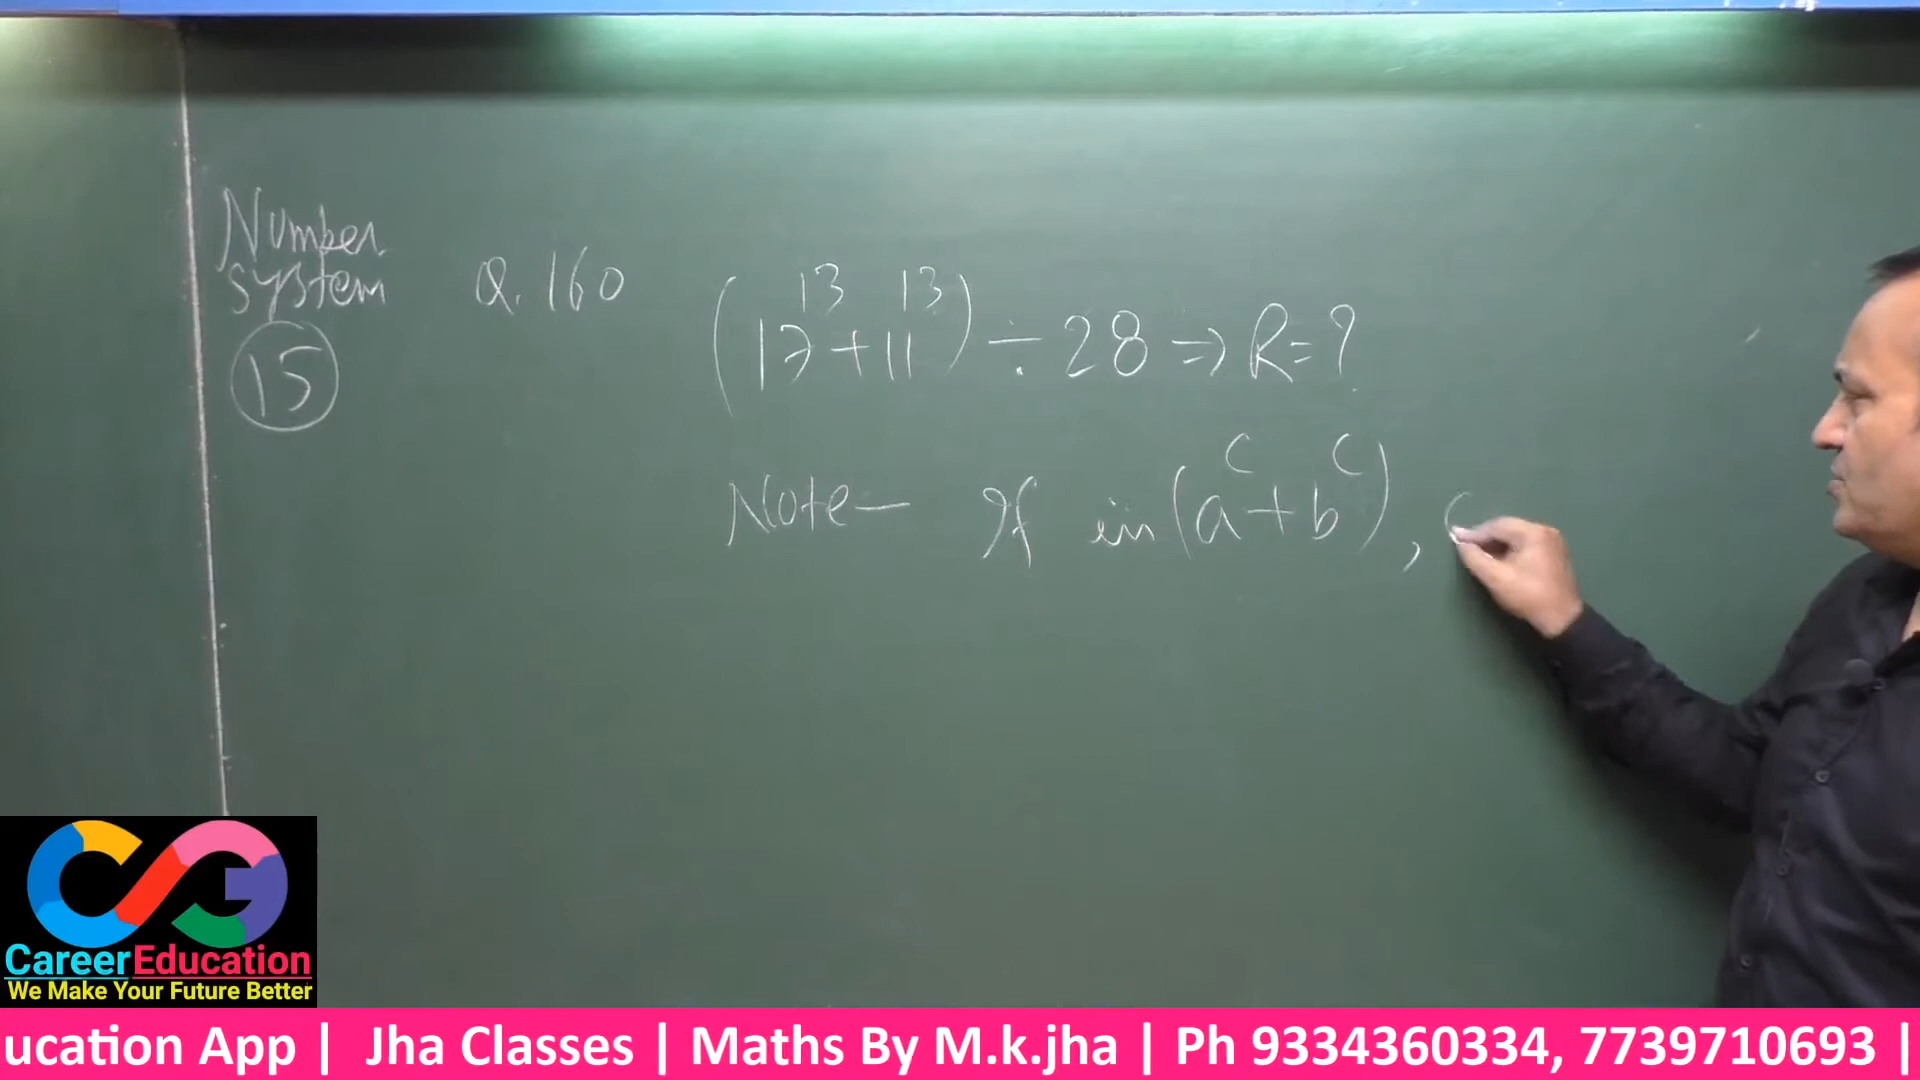 Number
system
15
Q. 160
(17¹³+11¹³)÷28⇒R=?
Note— If in(aᶜ+bᶜ), c
CareerEducation
We Make Your Future Better
ucation App | Jha Classes | Maths By M.k.jha | Ph 9334360334, 7739710693 |